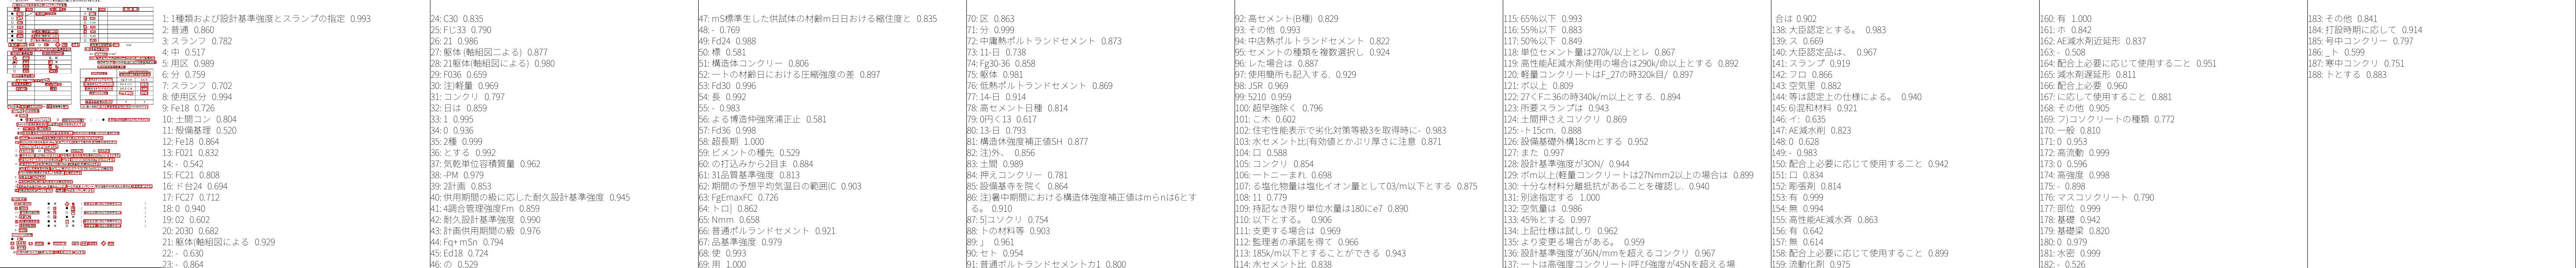 1: 1種類および設計基準強度とスランプの指定 0.993
2: 普通 0.860
3: スランフ 0.782
4: 中 0.517
5: 用区 0.989
6: 分 0.759
7: スランプ 0.702
8: 使用区分 0.994
9: Fe18 0.726
10: 土間コン 0.804
11: 殻備基理 0.520
12: Fe18 0.864
13: F021 0.832
14: - 0.542
15: FC21 0.808
16: ド台24 0.694
17: FC27 0.712
18: 0 0.940
19: 02 0.602
20: 2030 0.682
21: 駆体(軸組図による 0.929
22: - 0.630
23: - 0.864
24: C30 0.835
25: Fじ33 0.790
26: 21 0.986
27: 駆体 (軸組図二よる) 0.877
28: 21駆体(軸組図) 0.980
29: F036 0.659
30: 注)軽量 0.969
31: コンクリ 0.797
32: 日は 0.859
33: 1 0.995
34: 0 0.936
35: 2種 0.999
36: とする 0.992
37: 気乾単位容積質量 0.962
38: -PM 0.979
39: 2計画 0.853
40: 供用期間の級に応じた耐久設計基準強度 0.945
41: 4調合管理強度Fm 0.859
42: 耐久設計基準強度 0.990
43: 計画供用期間の級 0.976
44: Fq+mSn 0.794
45: Ed18 0.724
46: の 0.529
47: mS標準生した供試体の材齢m日日おける縮住度と 0.835
48: - 0.769
49: Fd24 0.988
50: 標 0.581
51: 構造体コンクリー 0.806
52: ートの材齢日における圧縮強度の差 0.897
53: Fd30 0.996
54: 長 0.992
55: - 0.983
56: よる博造仲強席浦正止 0.581
57: Fd36 0.998
58: 超長期 1.000
59: ピメントの種先 0.529
60: の打込みから2目ま 0.884
61: 31品質基準強度 0.813
62: 期間の予想平均気温日の範囲(C 0.903
63: FgEmaxFC 0.726
64: トロ] 0.862
65: Nmm 0.658
66: 普通ポルランドセメント 0.921
67: 品基準強度 0.979
68: 使 0.993
69: 用 1.000
70: 区 0.863
71: 分 0.999
72: 中庸熱ポルトランドセメント 0.873
73: 11-日 0.738
74: Fg30-36 0.858
75: 躯体 0.981
76: 低熱ポルトランドセメント 0.869
77: 14-日 0.914
78: 高セメント日種 0.814
79: 0円く13 0.617
80: 13-日 0.793
81: 構造体強度補正値SH 0.877
82: 注)外、 0.856
83: 土間 0.989
84: 押えコンクリー 0.781
85: 設備基寺を院く 0.864
86: 注)暑中期間における構造体強度補正値はmらnは6とす
る。 0.910
87: 5]コソクリ 0.754
88: トの材料等 0.903
89: 」 0.961
90: セト 0.954
91: 普通ボルトランドセメントカ1 0.800
92: 高セメント(B種) 0.829
93: その他 0.993
94: 中店熱ポルトランドセメント 0.822
95: セメントの種類を複数選択し 0.924
96: レた場合は 0.887
97: 使用簡所も記入する. 0.929
98: JSR 0.969
99: 5210 0.959
100: 超早強除く 0.796
101: こ木 0.602
102: 住宅性能表示で劣化対策等級3を取得時に- 0.983
103: 水セメント比(有効値とかぶり厚さに注意 0.871
104: 口 0.588
105: コンクリ 0.854
106: ートニーまれ 0.698
107: る塩化物量は塩化イオン量として03/m以下とする 0.875
108: 11 0.779
109: 持記なき限り単位水量は180にe7 0.890
110: 以下とする。 0.906
111: 支更する場合は 0.969
112: 監理者の承諾を得て 0.966
113: 185k/m以下とすることができる 0.943
114: 水セメント比 0.838
115: 65%以下 0.993
116: 55%以下 0.883
117: 50%以下 0.849
118: 単位セメント量は270k/以上とレ 0.867
119: 高性能ÅE減水剤使用の場合は290k/命以上とする 0.892
120: 軽量コンクリートはF_27の時320k目/ 0.897
121: ボ以上 0.809
122: 27くFニ36の時340k/m以上とする. 0.894
123: 所要スランプは 0.943
124: 土間押さえコソクリ 0.869
125: -ト15cm. 0.888
126: 設備基礎外構18cmとする 0.952
127: また 0.997
128: 設計基準強度が3ON/ 0.944
129: ボm以上(軽量コンクリートは27Nmm2以上の場合は 0.899
130: 十分な材料分離抵抗があるこどを確認し. 0.940
131: 別途指定する 1.000
132: 空気量は 0.986
133: 45%とする 0.997
134: 上記仕様は試しり 0.962
135: より変更る場合がある。 0.959
136: 設計基準強度が36N/mmを超えるコンクリ 0.967
137: ートは高強度コンクリート(呼び強度が45Nを超える場
合は 0.902
138: 大臣認定とする。 0.983
139: ス 0.669
140: 大臣認定品は、 0.967
141: スランプ 0.919
142: フロ 0.866
143: 空気里 0.882
144: 等は認定上の仕様による。 0.940
145: 6)混和材料 0.921
146: イ: 0.635
147: AE減水剤 0.823
148: 0 0.628
149: - 0.983
150: 配合上必要に応じて使用すること 0.942
151: 口 0.834
152: 彫張剤 0.814
153: 有 0.999
154: 無 0.994
155: 高性能AE減水斉 0.863
156: 有 0.642
157: 無 0.614
158: 配合上必要に応じて使用すること 0.899
159: 流動化剤 0.975
160: 有 1.000
161: ホ 0.842
162: AE減水剤近延形 0.837
163:- 0.508
164: 配合上必要に応じて使用すること 0.951
165: 減水剤遅延形 0.811
166: 配合上必要 0.960
167: に応じて使用すること 0.881
168: その他 0.905
169: フ)コソクリートの種類 0.772
170: 一般 0.810
171: 0 0.953
172: 高流動 0.999
173: 0 0.596
174: 高強度 0.998
175: - 0.898
176: マスコソクリート 0.790
177: 部位 0.999
178: 基礎 0.942
179: 基礎梁 0.820
180: 0 0.979
181: 水密 0.999
182:- 0.526
183: その他 0.841
184: 打設時期に応して 0.914
185: 号中コンクリー 0.797
186: _ト 0.599
187: 寒中コンクリ 0.751
188: トとする 0.883